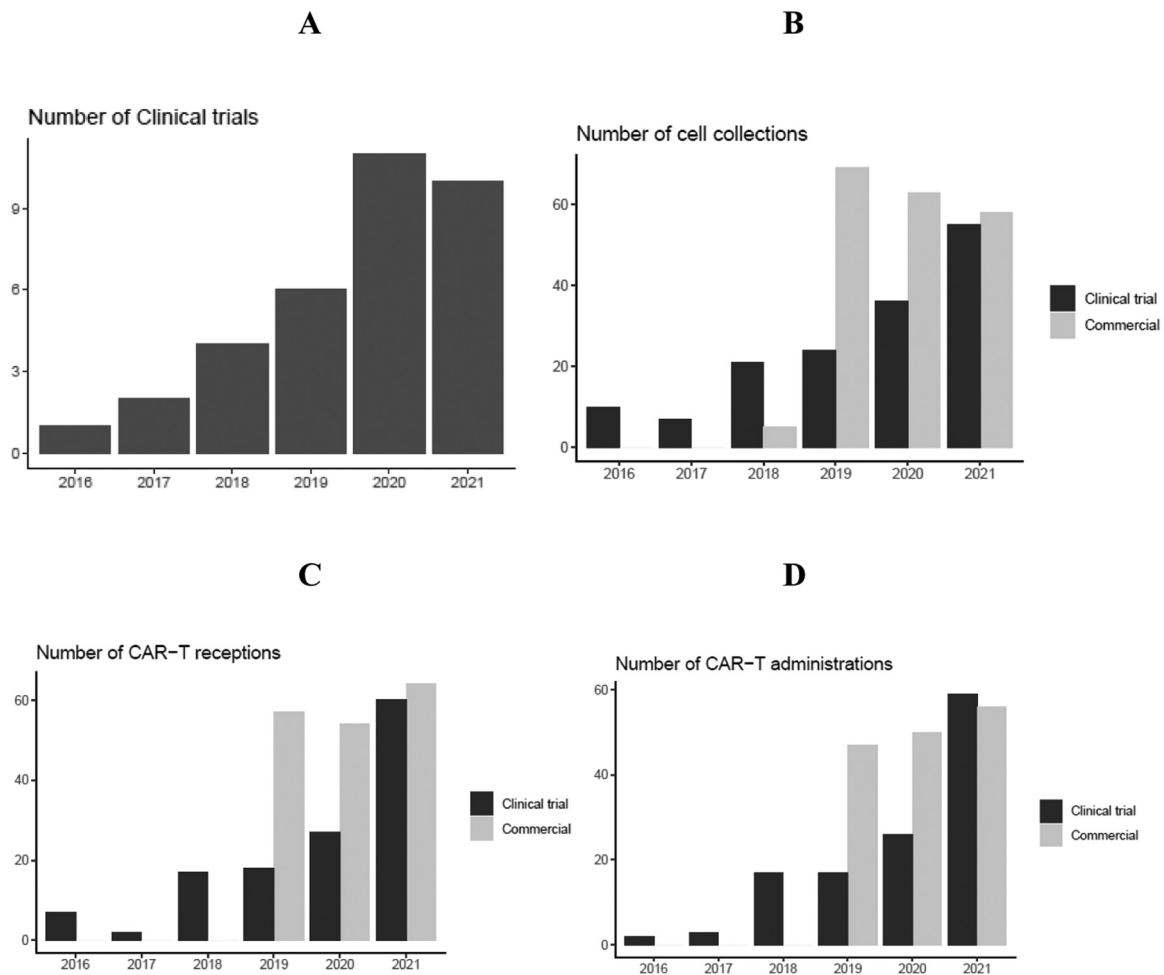 A
Number of Clinical trials
9
6
3
0
2016 2017 2018 2019 2020 2021
B
Number of cell collections
60
40
20
0
2016 2017 2018 2019 2020 2021
Clinical trial
Commercial
C
Number of CAR−T receptions
60
40
20
0
2016 2017 2018 2019 2020 2021
Clinical trial
Commercial
D
Number of CAR−T administrations
60
40
20
0
2016 2017 2018 2019 2020 2021
Clinical trial
Commercial